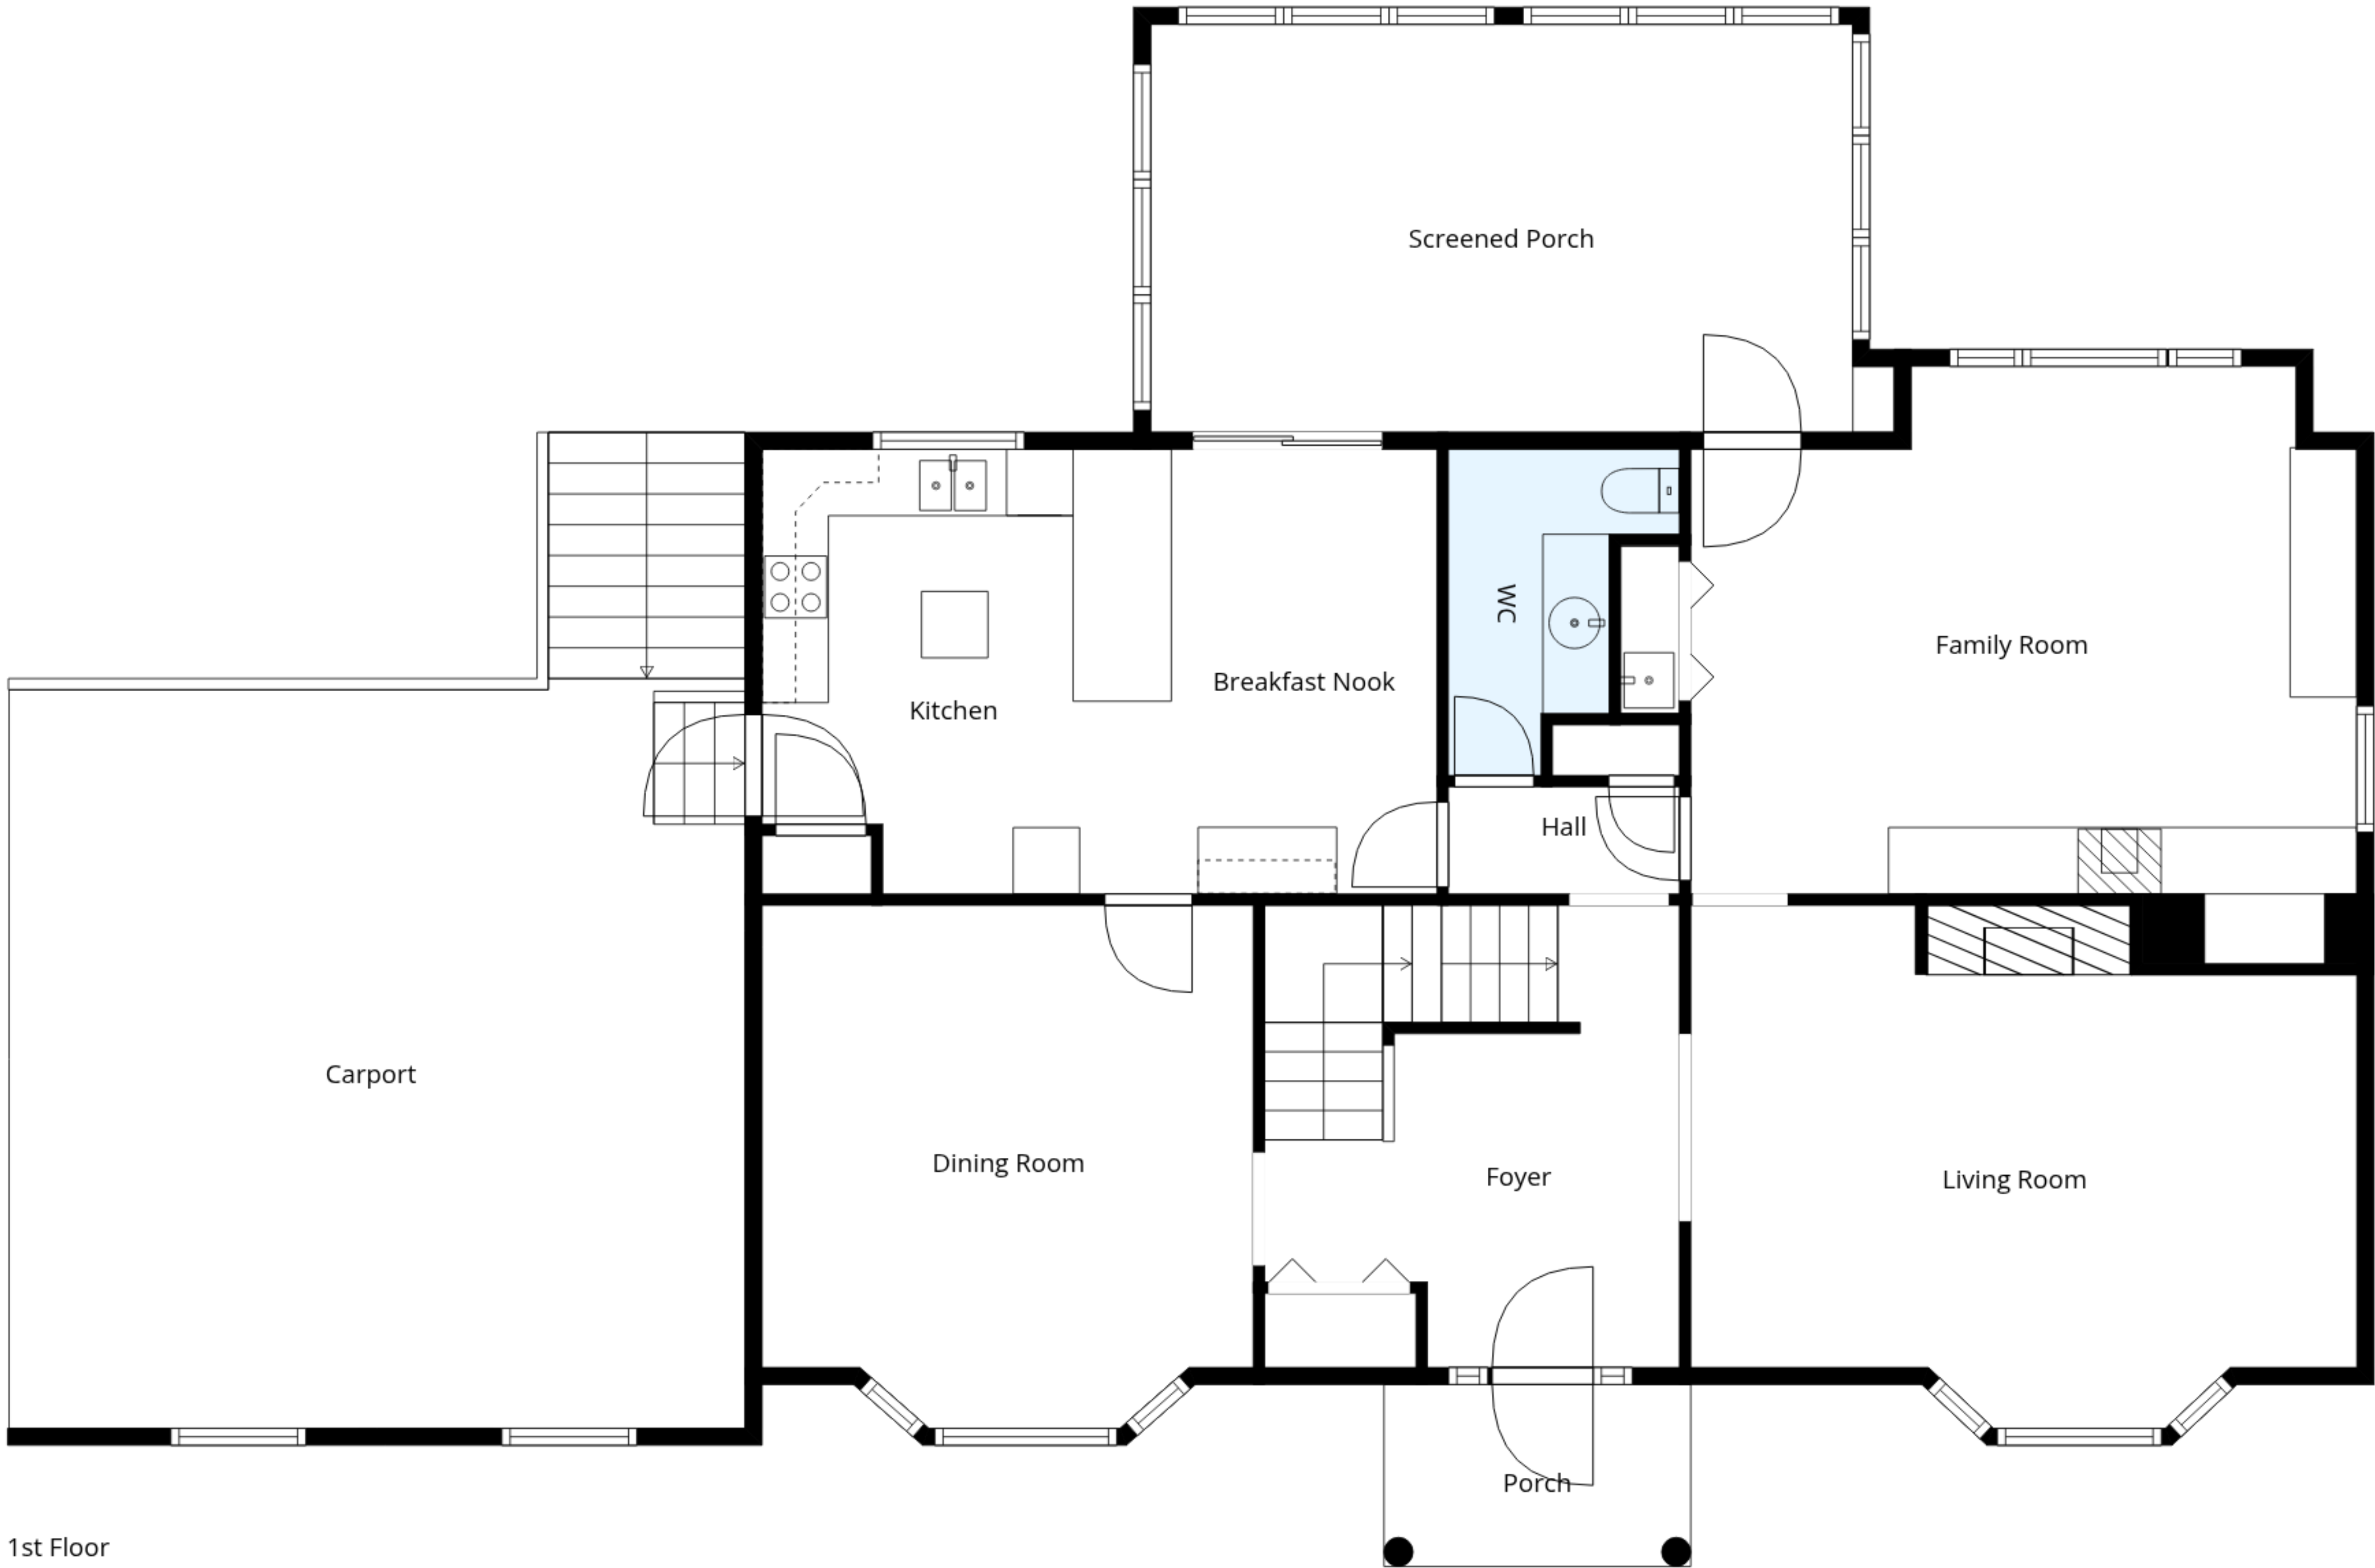 Screened Porch
Family Room
WC
Breakfast Nook
Kitchen
Hall
Carport
Dining Room
Foyer
Living Room
Porch
1st Floor